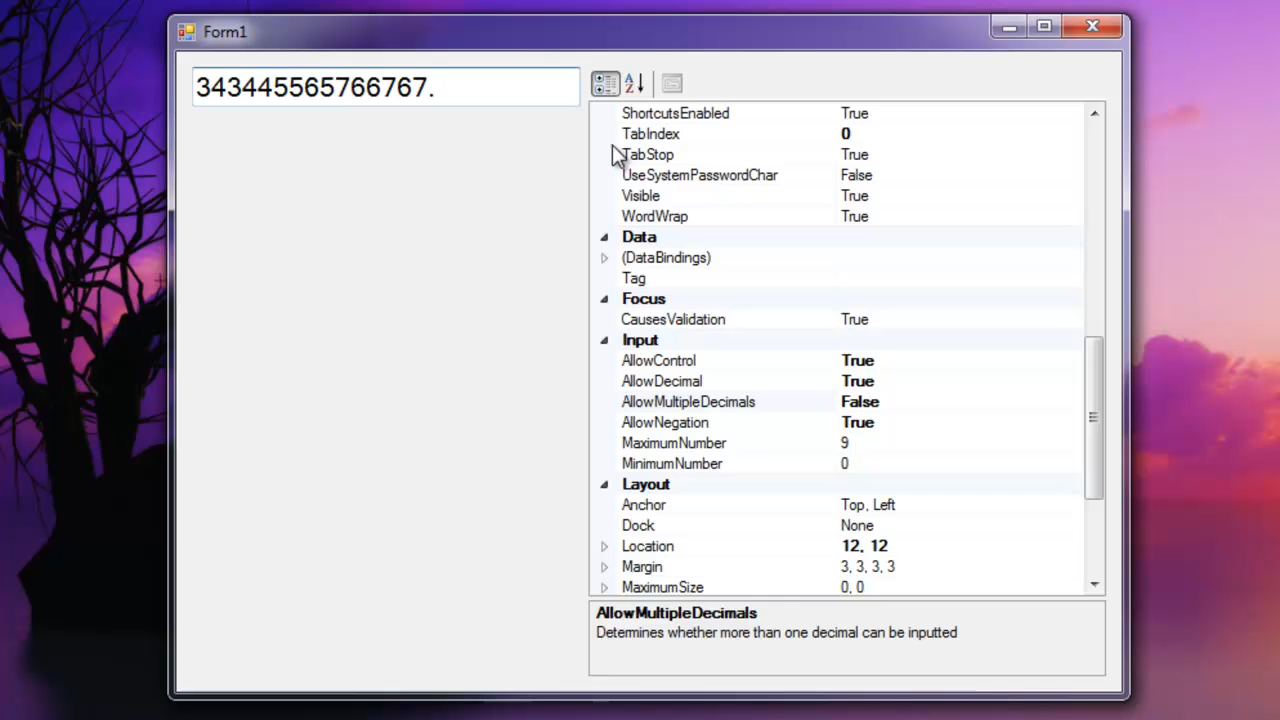 Form1
343445565766767.
ShortcutsEnabled True
TabIndex 0
TabStop True
UseSystemPasswordChar False
Visible True
WordWrap True
Data
(DataBindings)
Tag
Focus
CausesValidation True
Input
AllowControl True
AllowDecimal True
AllowMultipleDecimals False
AllowNegation True
MaximumNumber 9
MinimumNumber 0
Layout
Anchor Top, Left
Dock None
Location 12, 12
Margin 3, 3, 3, 3
MaximumSize 0, 0
AllowMultipleDecimals
Determines whether more than one decimal can be inputted